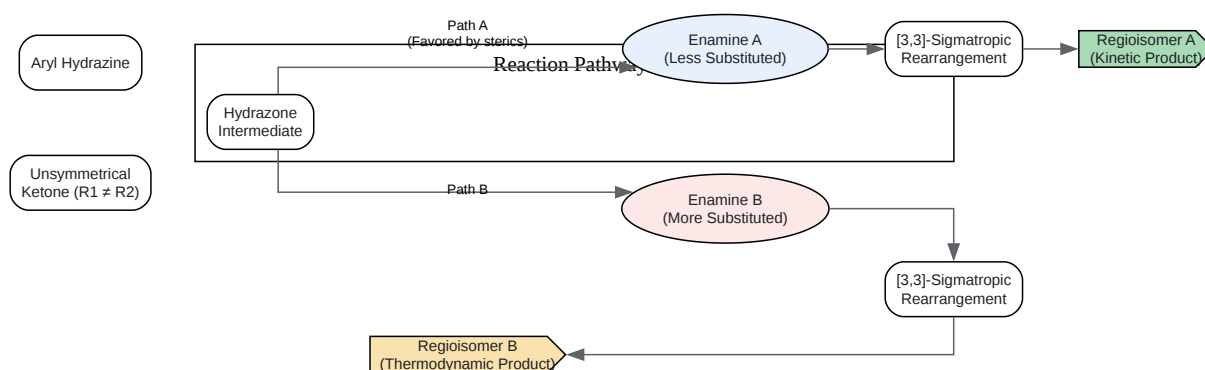 Aryl Hydrazine
Unsymmetrical
Ketone (R1 ≠ R2)
Reaction Pathway
Hydrazone
Intermediate
Path A
(Favored by sterics)
Enamine A
(Less Substituted)
[3,3]-Sigmatropic
Rearrangement
Regioisomer A
(Kinetic Product)
Path B
Enamine B
(More Substituted)
[3,3]-Sigmatropic
Rearrangement
Regioisomer B
(Thermodynamic Product)